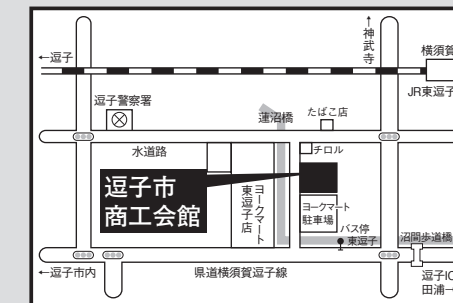 ←逗子
↑神武寺
横須賀
JR東逗子
逗子警察署
蓮沼橋
たばこ店
水道路
チロル
逗子市
商工会館
ヨークマート
東逗子店
ヨークマート
駐車場
バス停
東逗子
沼間歩道橋
←逗子市内
県道横須賀逗子線
逗子IC
田浦→